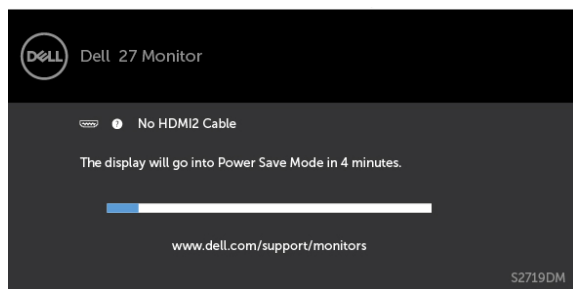 DELL
Dell 27 Monitor
? No HDMI2 Cable
The display will go into Power Save Mode in 4 minutes.
www.dell.com/support/monitors
S2719DM